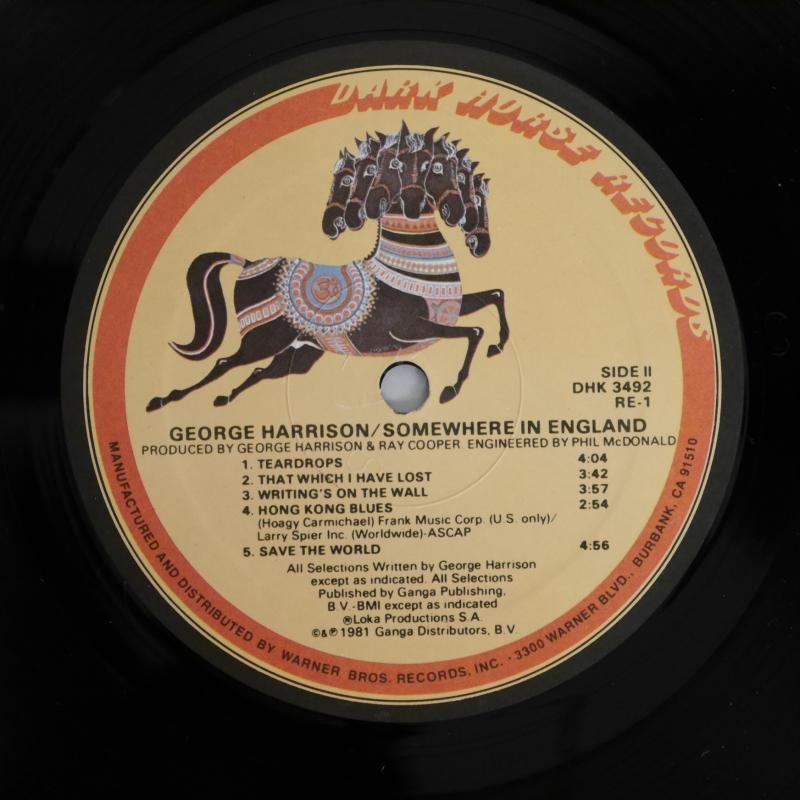 DARK HORSE RECORDS
SIDE II
DHK 3492
RE-1
GEORGE HARRISON/SOMEWHERE IN ENGLAND
PRODUCED BY GEORGE HARRISON & RAY COOPER ENGINEERED BY PHIL McDONALD
1. TEARDROPS 4:04
2. THAT WHICH I HAVE LOST 3:42
3. WRITING'S ON THE WALL 3:57
4. HONG KONG BLUES 2:54
(Hoagy Carmichael) Frank Music Corp. (U.S. only)/
Larry Spier Inc. (Worldwide)-ASCAP
5. SAVE THE WORLD 4:56
All Selections Written by George Harrison
except as indicated. All Selections
Published by Ganga Publishing,
B.V.-BMI except as indicated
®Loka Productions S.A.
©&℗ 1981 Ganga Distributors, B.V.
MANUFACTURED AND DISTRIBUTED BY WARNER BROS. RECORDS, INC. · 3300 WARNER BLVD., BURBANK, CA 91510